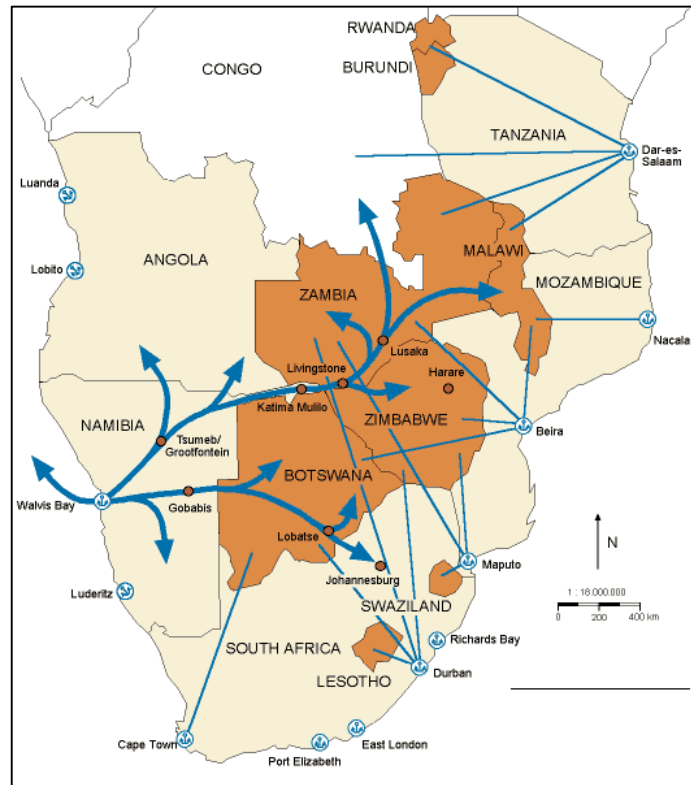 RWANDA
BURUNDI
CONGO
TANZANIA
Dar-es-
Salaam
Luanda
Lobito
ANGOLA
MALAWI
ZAMBIA
MOZAMBIQUE
Nacala
Lusaka
Livingstone
Harare
Katima Mulilo
NAMIBIA
ZIMBABWE
Beira
Tsumeb/
Grootfontein
BOTSWANA
Walvis Bay
Gobabis
Lobatse
Johannesburg
Maputo
N
1 : 18.000.000
0 200 400 km
Luderitz
SWAZILAND
SOUTH AFRICA
Richards Bay
LESOTHO
Durban
Cape Town
East London
Port Elizabeth